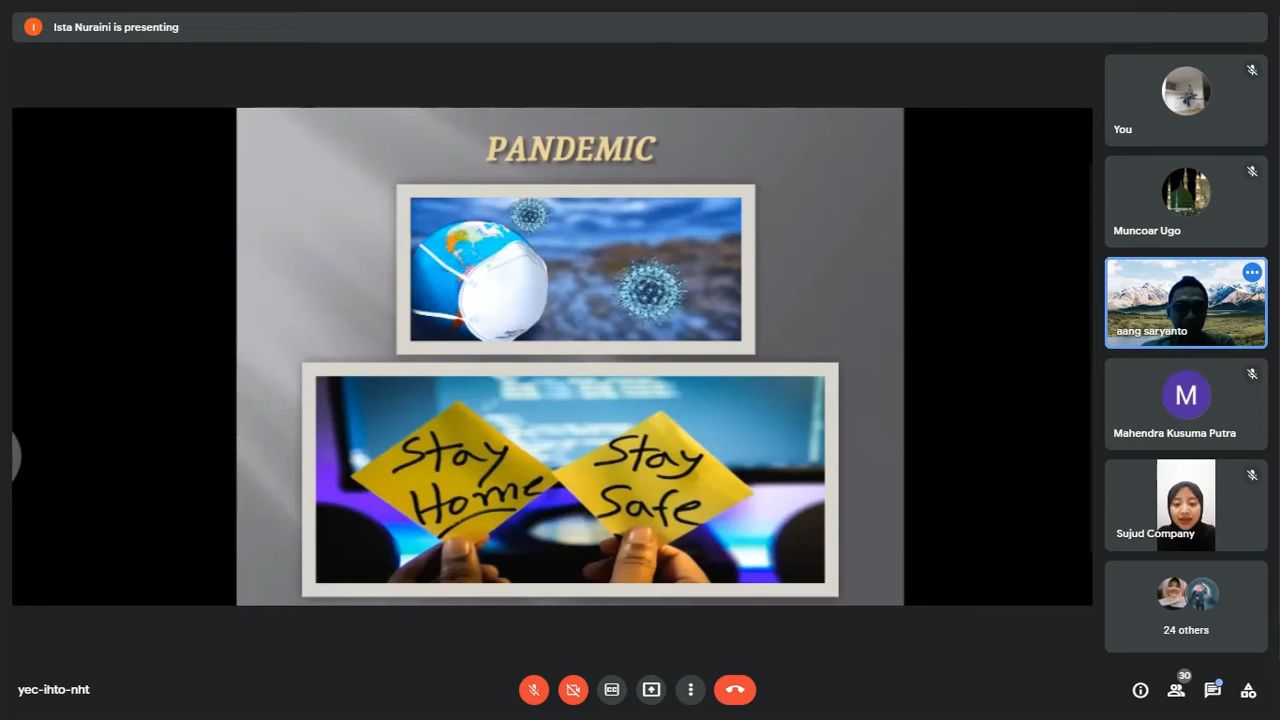 I
Ista Nuraini is presenting
PANDEMIC
Stay
Home
Stay
Safe
You
Muncoar Ugo
aang saryanto
M
Mahendra Kusuma Putra
Sujud Company
24 others
yec-ihto-nht
CC
30